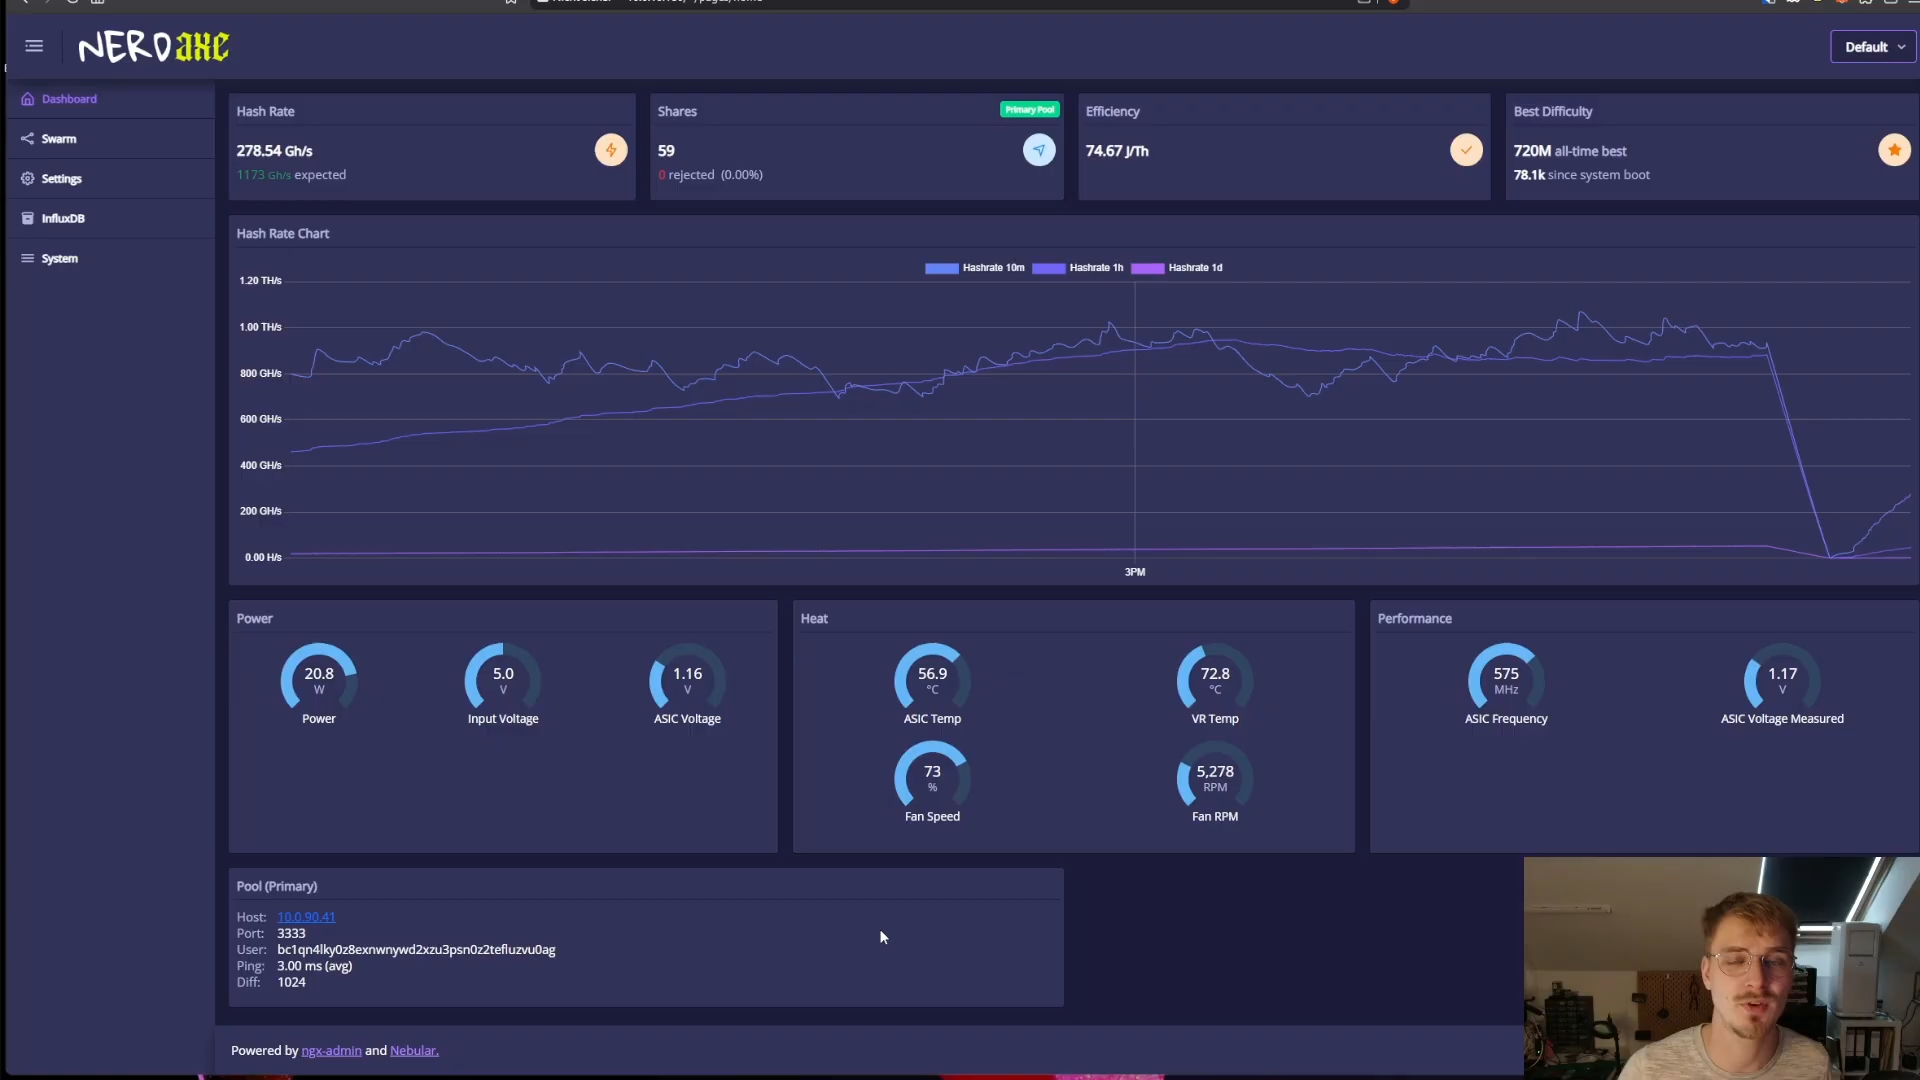 NERDAXE
Default
Dashboard
Swarm
Settings
InfluxDB
System
Hash Rate
278.54 Gh/s
1173 Gh/s expected
Shares
Primary Pool
59
0 rejected (0.00%)
Efficiency
74.67 J/Th
Best Difficulty
720M all-time best
78.1k since system boot
Hash Rate Chart
Hashrate 10m Hashrate 1h Hashrate 1d
1.20 TH/s
1.00 TH/s
800 GH/s
600 GH/s
400 GH/s
200 GH/s
0.00 H/s
3PM
Power
20.8
W
Power
5.0
V
Input Voltage
1.16
V
ASIC Voltage
Heat
56.9
°C
ASIC Temp
72.8
°C
VR Temp
73
%
Fan Speed
5,278
RPM
Fan RPM
Performance
575
MHz
ASIC Frequency
1.17
V
ASIC Voltage Measured
Pool (Primary)
Host: 10.0.90.41
Port: 3333
User: bc1qn4lky0z8exnwnywd2xzu3psn0z2tefluzvu0ag
Ping: 3.00 ms (avg)
Diff: 1024
Powered by ngx-admin and Nebular.